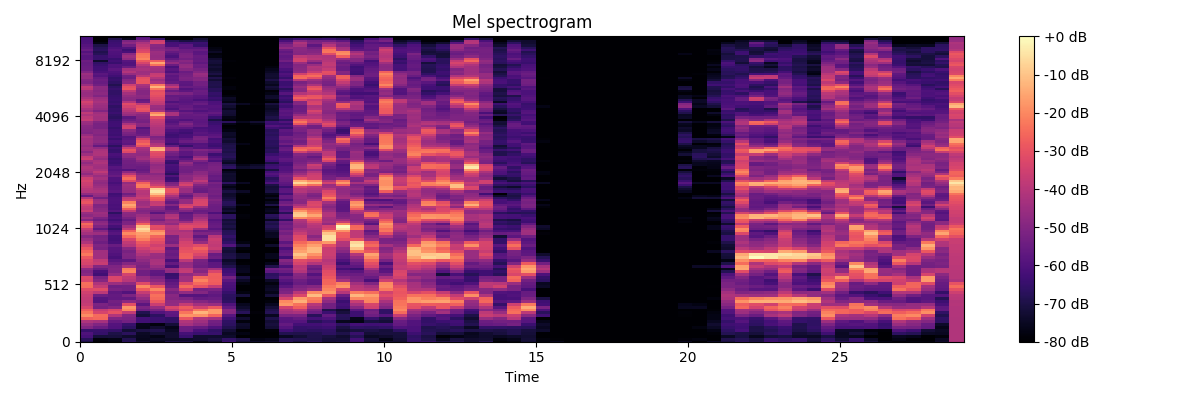 Mel spectrogram
Hz
8192
4096
2048
1024
512
0
0 5 10 15 20 25
Time
+0 dB
-10 dB
-20 dB
-30 dB
-40 dB
-50 dB
-60 dB
-70 dB
-80 dB